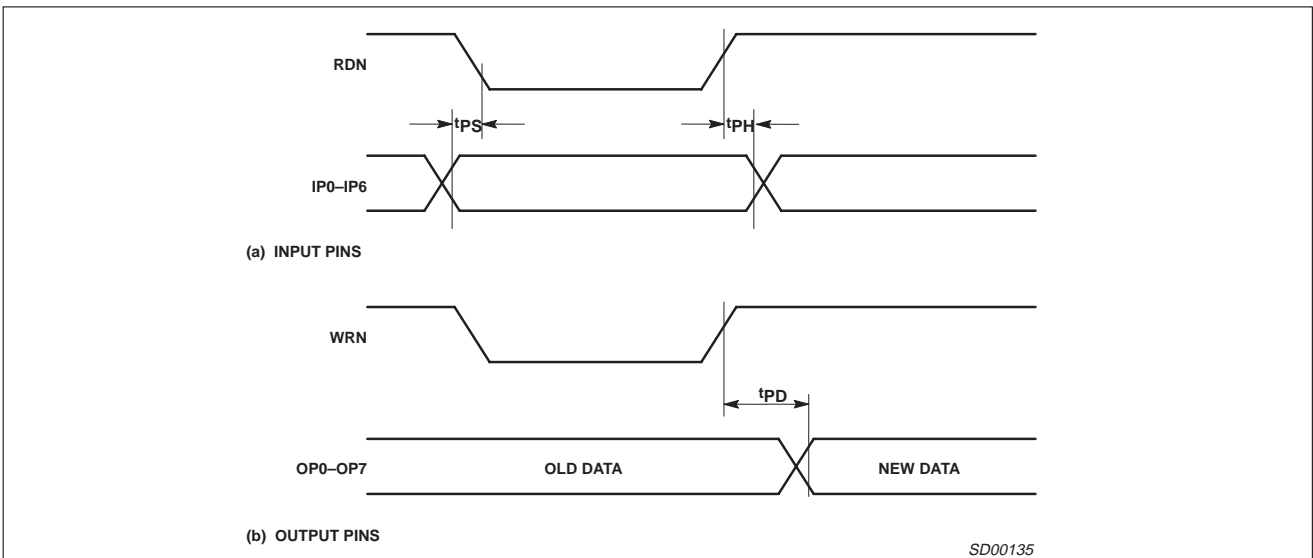 RDN
tPS
tPH
IP0–IP6
(a) INPUT PINS
WRN
tPD
OP0–OP7
OLD DATA
NEW DATA
(b) OUTPUT PINS
SD00135